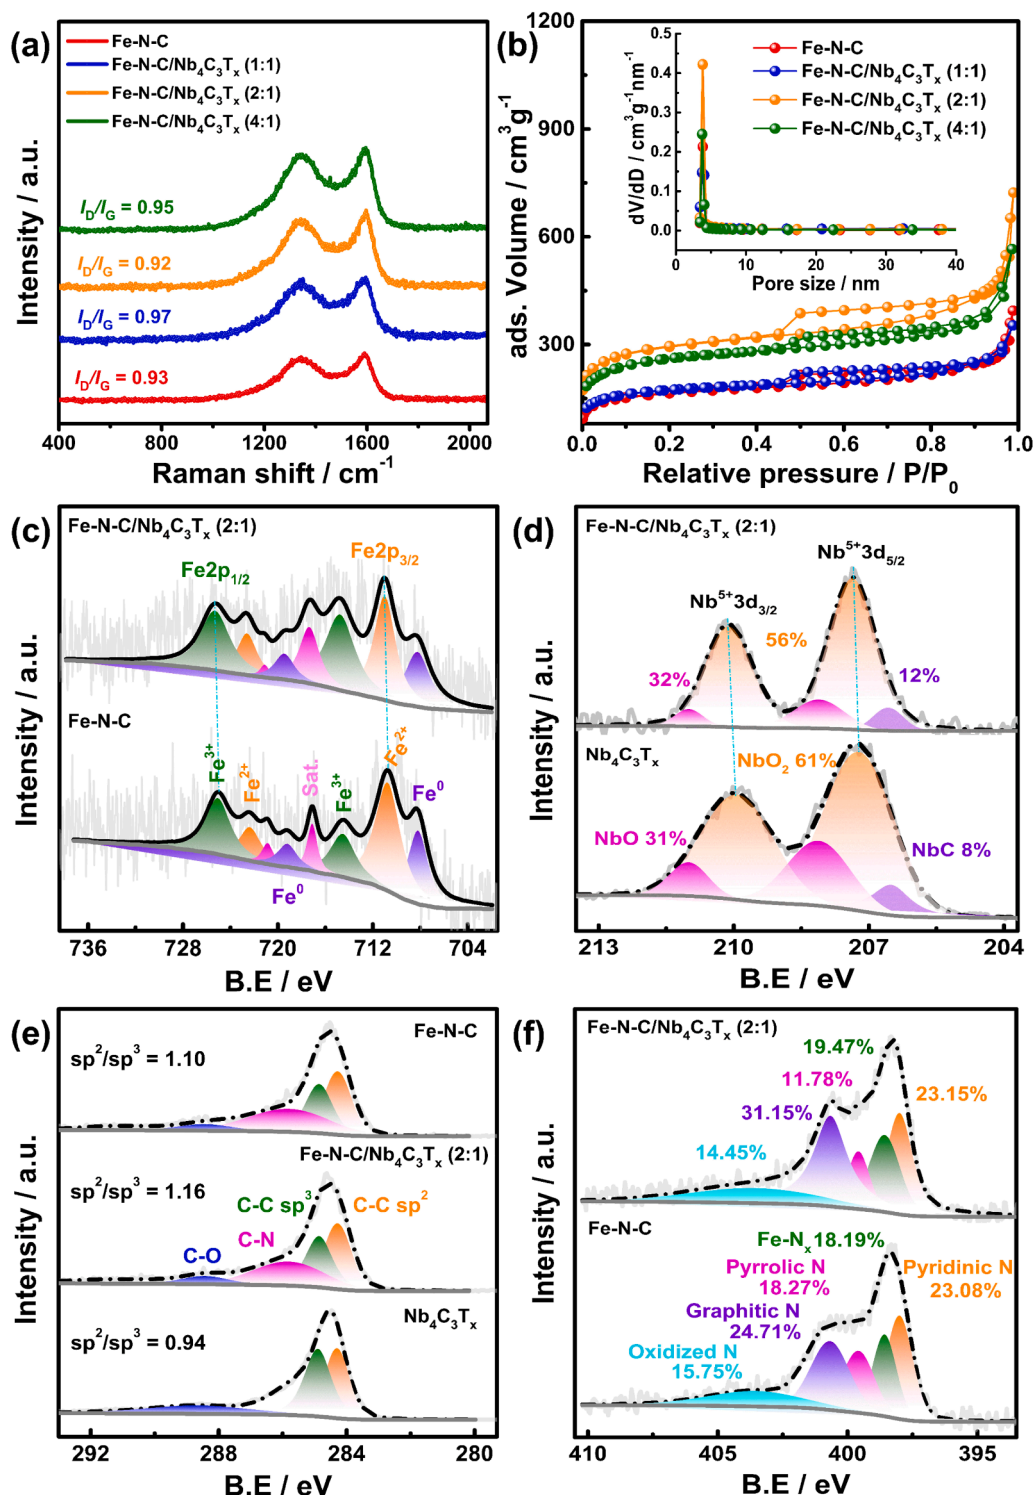 (a)
Fe-N-C
Fe-N-C/Nb₄C₃Tₓ (1:1)
Fe-N-C/Nb₄C₃Tₓ (2:1)
Fe-N-C/Nb₄C₃Tₓ (4:1)
I_D/I_G = 0.95
I_D/I_G = 0.92
I_D/I_G = 0.97
I_D/I_G = 0.93
Intensity / a.u.
400 800 1200 1600 2000
Raman shift / cm⁻¹
(b)
Fe-N-C
Fe-N-C/Nb₄C₃Tₓ (1:1)
Fe-N-C/Nb₄C₃Tₓ (2:1)
Fe-N-C/Nb₄C₃Tₓ (4:1)
1200
900
600
300
ads. Volume / cm³g⁻¹
0.5
0.4
0.3
0.2
0.1
0.0
dV/dD / cm³g⁻¹nm⁻¹
0 10 20 30 40
Pore size / nm
0.0 0.2 0.4 0.6 0.8 1.0
Relative pressure / P/P₀
(c)
Fe-N-C/Nb₄C₃Tₓ (2:1)
Fe2p₃/₂
Fe2p₁/₂
Fe-N-C
Fe³⁺
Fe²⁺
Sat.
Fe³⁺
Fe²⁺
Fe⁰
Fe⁰
Intensity / a.u.
736 728 720 712 704
B.E / eV
(d)
Fe-N-C/Nb₄C₃Tₓ (2:1)
Nb⁵⁺3d₅/₂
Nb⁵⁺3d₃/₂
56%
32%
12%
Nb₄C₃Tₓ
NbO₂ 61%
NbO 31%
NbC 8%
Intensity / a.u.
213 210 207 204
B.E / eV
(e)
Fe-N-C
sp²/sp³ = 1.10
Fe-N-C/Nb₄C₃Tₓ (2:1)
sp²/sp³ = 1.16
C-C sp³
C-C sp²
C-N
C-O
Nb₄C₃Tₓ
sp²/sp³ = 0.94
Intensity / a.u.
292 288 284 280
B.E / eV
(f)
Fe-N-C/Nb₄C₃Tₓ (2:1)
19.47%
11.78%
23.15%
31.15%
14.45%
Fe-N-C
Fe-Nₓ 18.19%
Pyrrolic N
18.27%
Pyridinic N
23.08%
Graphitic N
24.71%
Oxidized N
15.75%
Intensity / a.u.
410 405 400 395
B.E / eV